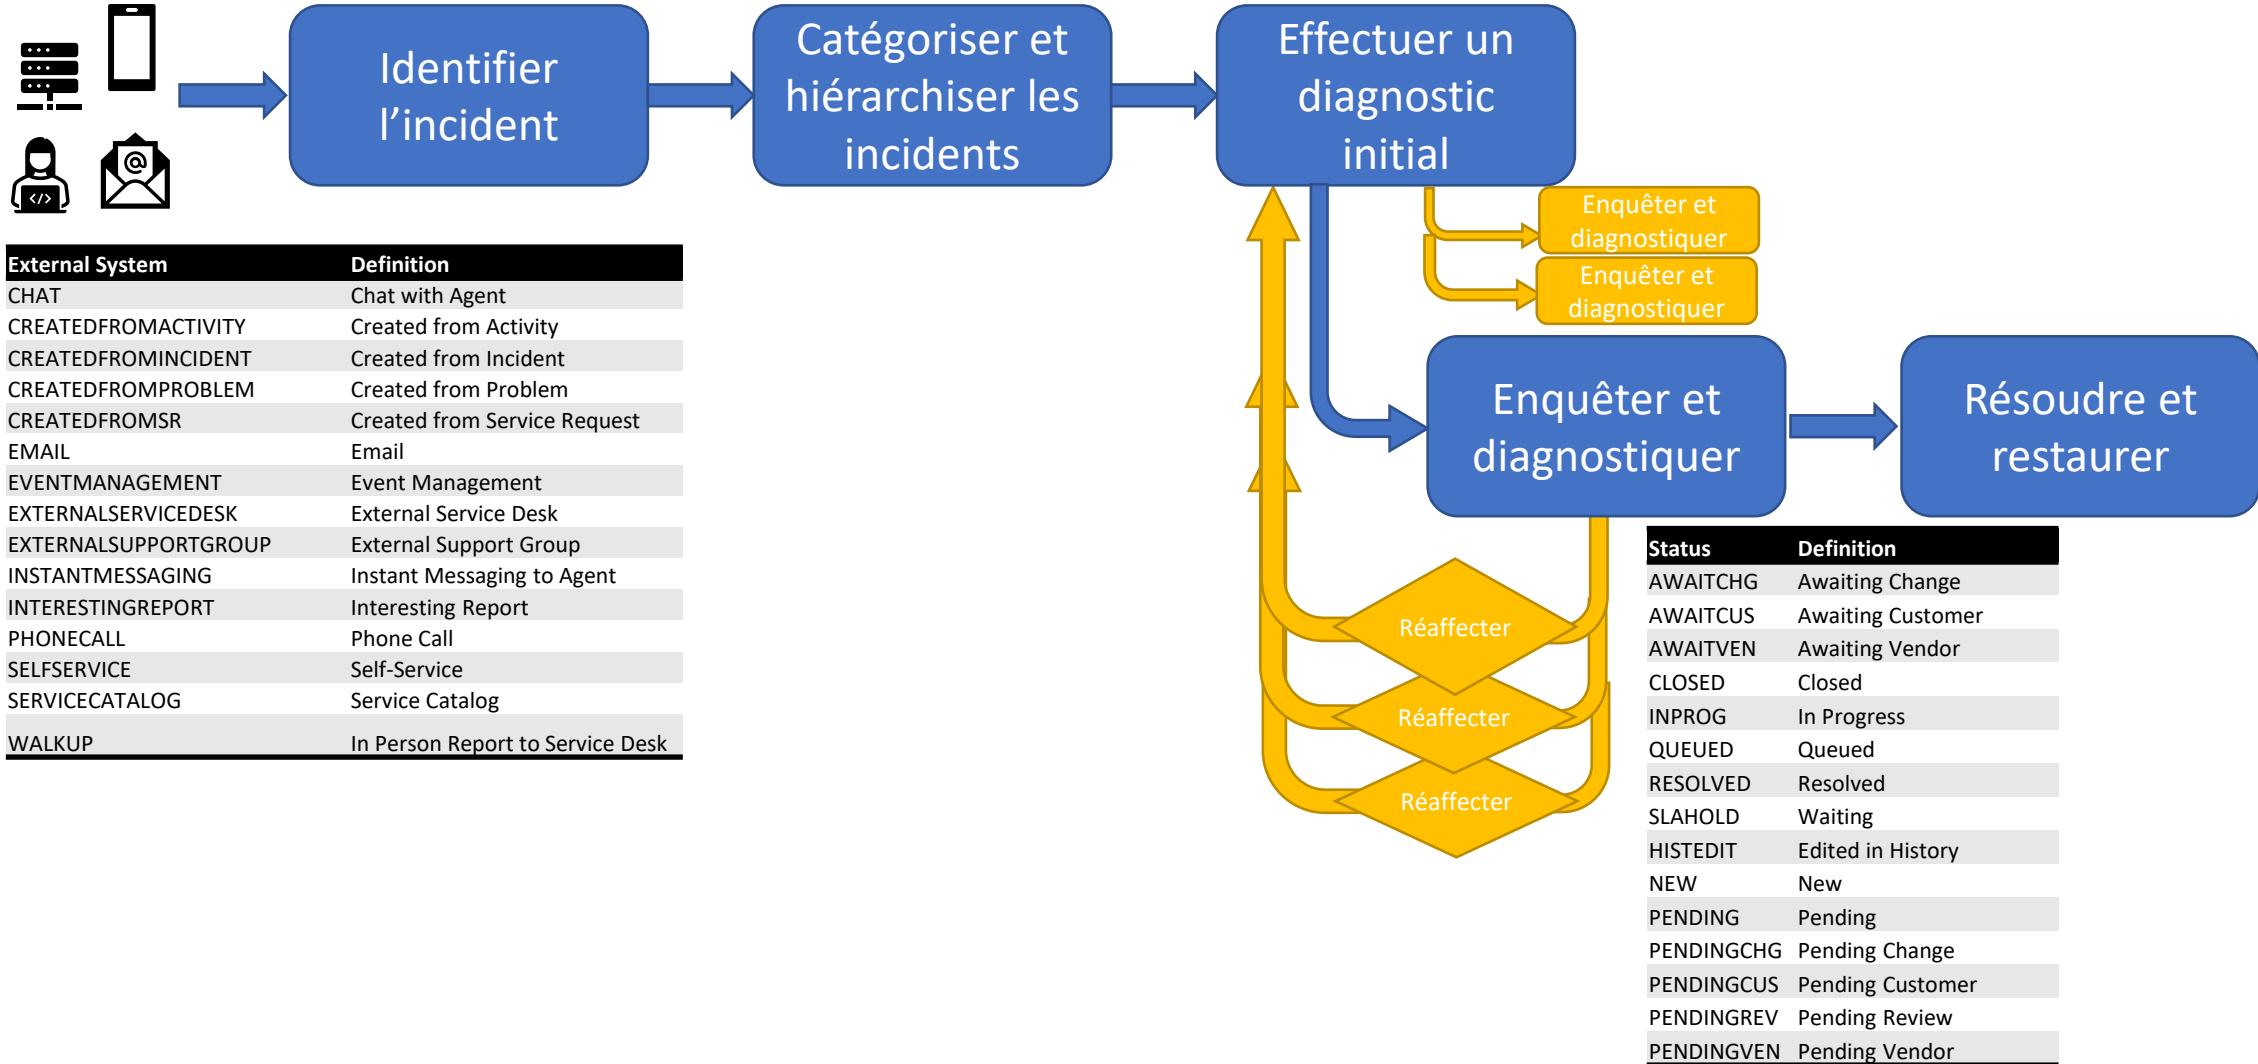 Identifier
l’incident
Catégoriser et
hiérarchiser les
incidents
Effectuer un
diagnostic
initial
Enquêter et
diagnostiquer
Enquêter et
diagnostiquer
Enquêter et
diagnostiquer
Résoudre et
restaurer
Réaffecter
Réaffecter
Réaffecter
@
</>
External System Definition
CHAT Chat with Agent
CREATEDFROMACTIVITY Created from Activity
CREATEDFROMINCIDENT Created from Incident
CREATEDFROMPROBLEM Created from Problem
CREATEDFROMSR Created from Service Request
EMAIL Email
EVENTMANAGEMENT Event Management
EXTERNALSERVICEDESK External Service Desk
EXTERNALSUPPORTGROUP External Support Group
INSTANTMESSAGING Instant Messaging to Agent
INTERESTINGREPORT Interesting Report
PHONECALL Phone Call
SELFSERVICE Self-Service
SERVICECATALOG Service Catalog
WALKUP In Person Report to Service Desk
Status Definition
AWAITCHG Awaiting Change
AWAITCUS Awaiting Customer
AWAITVEN Awaiting Vendor
CLOSED Closed
INPROG In Progress
QUEUED Queued
RESOLVED Resolved
SLAHOLD Waiting
HISTEDIT Edited in History
NEW New
PENDING Pending
PENDINGCHG Pending Change
PENDINGCUS Pending Customer
PENDINGREV Pending Review
PENDINGVEN Pending Vendor